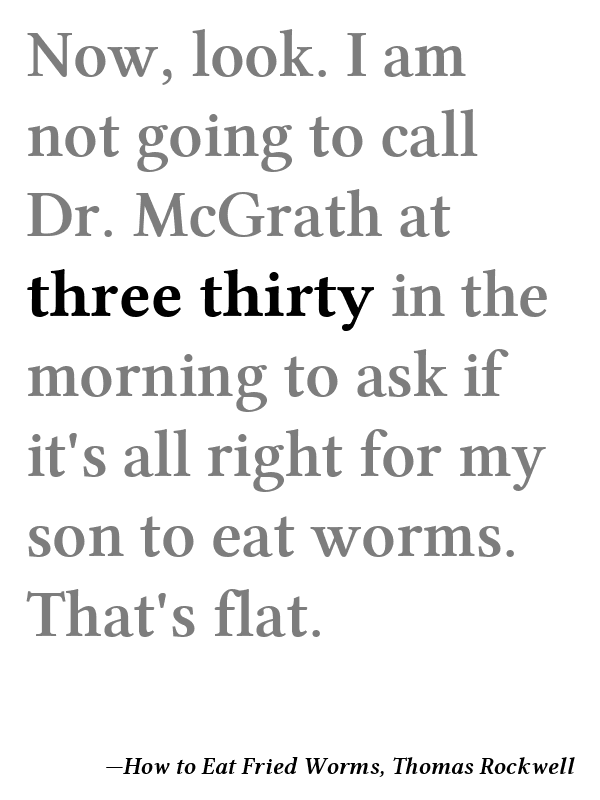 Now, look. I am
not going to call
Dr. McGrath at
three thirty in the
morning to ask if
it's all right for my
son to eat worms.
That's flat.
—How to Eat Fried Worms, Thomas Rockwell